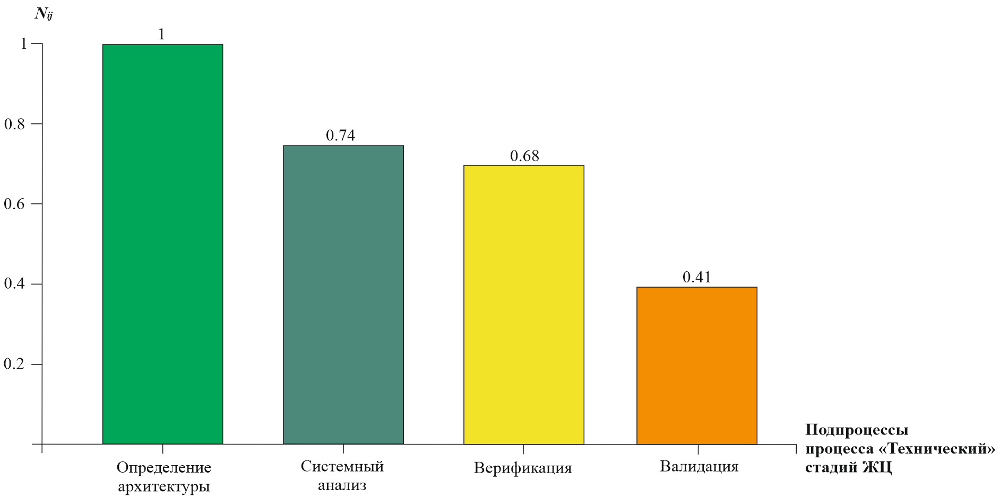 Nij
1
1
0.8
0.74
0.68
0.6
0.4
0.41
0.2
Подпроцессы
процесса «Технический»
стадий ЖЦ
Определение
архитектуры
Системный
анализ
Верификация
Валидация